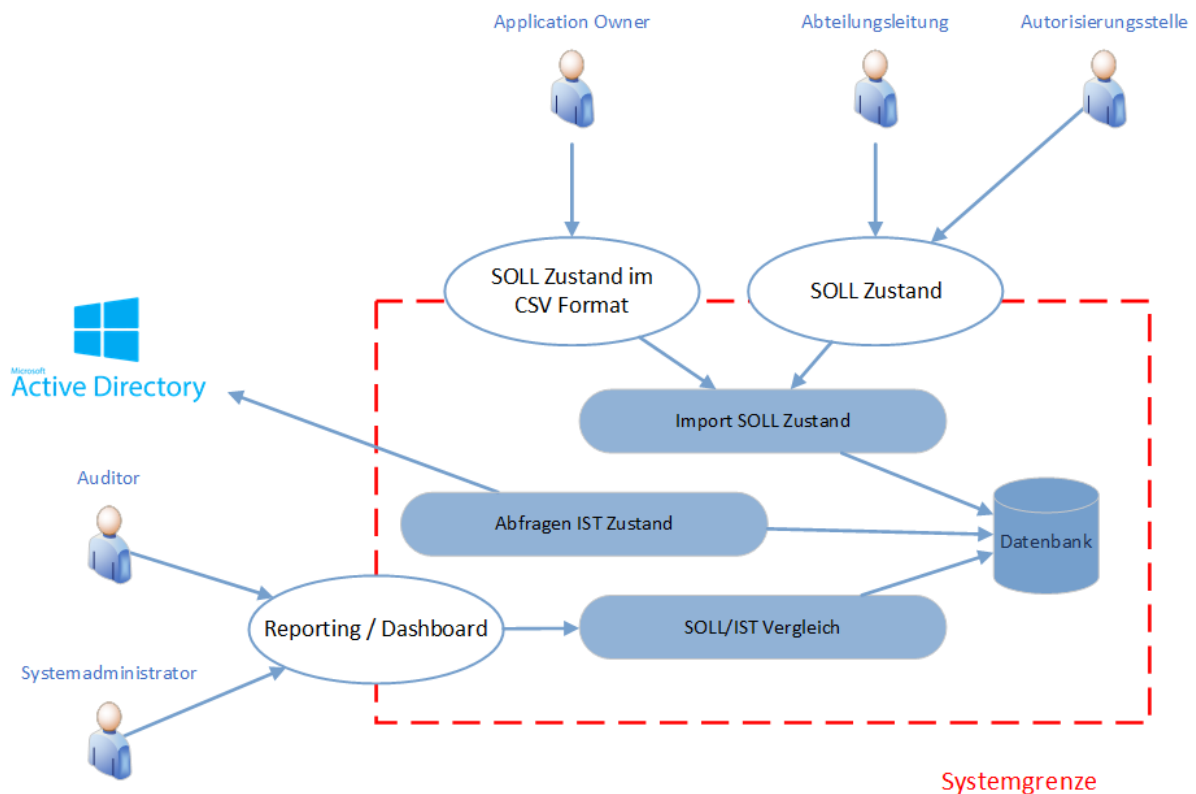 Application Owner
Abteilungsleitung
Autorisierungsstelle
SOLL Zustand im
CSV Format
SOLL Zustand
Microsoft
Active Directory
Import SOLL Zustand
Auditor
Abfragen IST Zustand
Datenbank
Reporting / Dashboard
SOLL/IST Vergleich
Systemadministrator
Systemgrenze